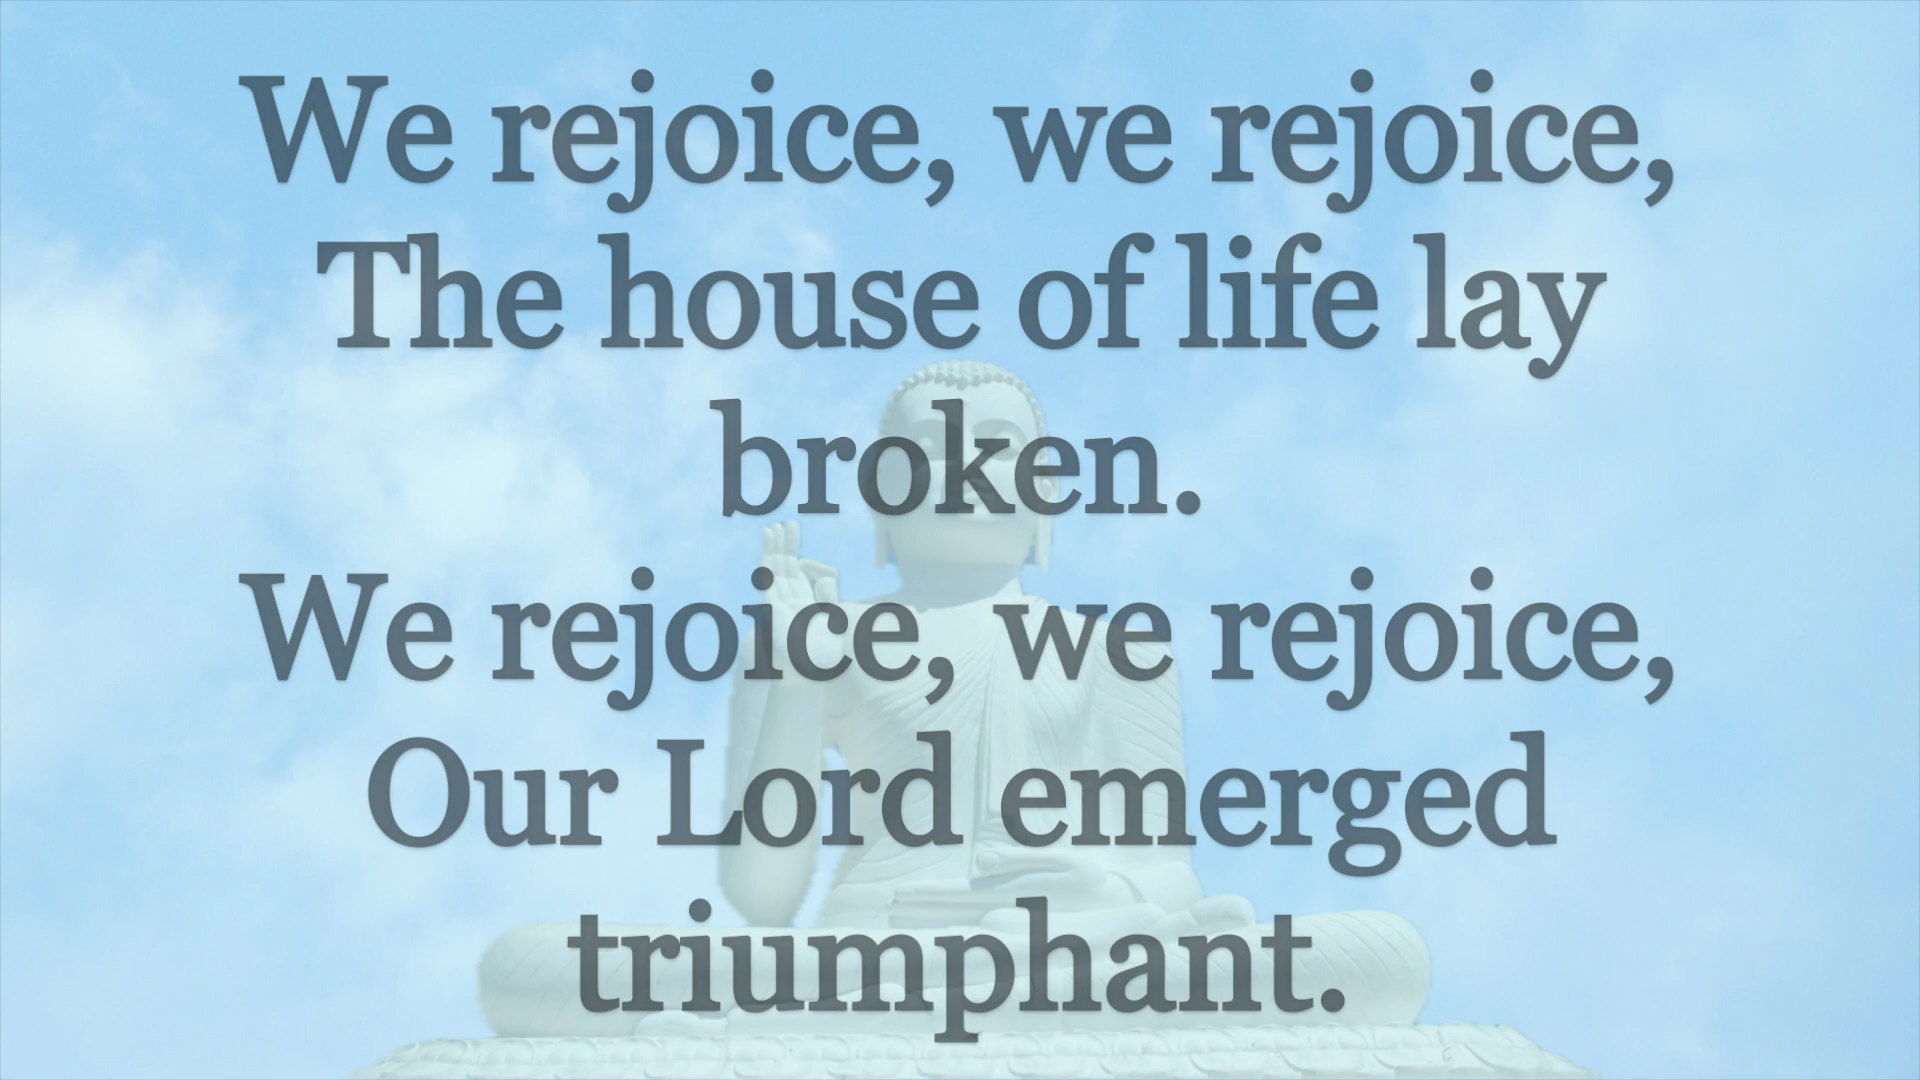 We rejoice, we rejoice,
The house of life lay
broken.
We rejoice, we rejoice,
Our Lord emerged
triumphant.